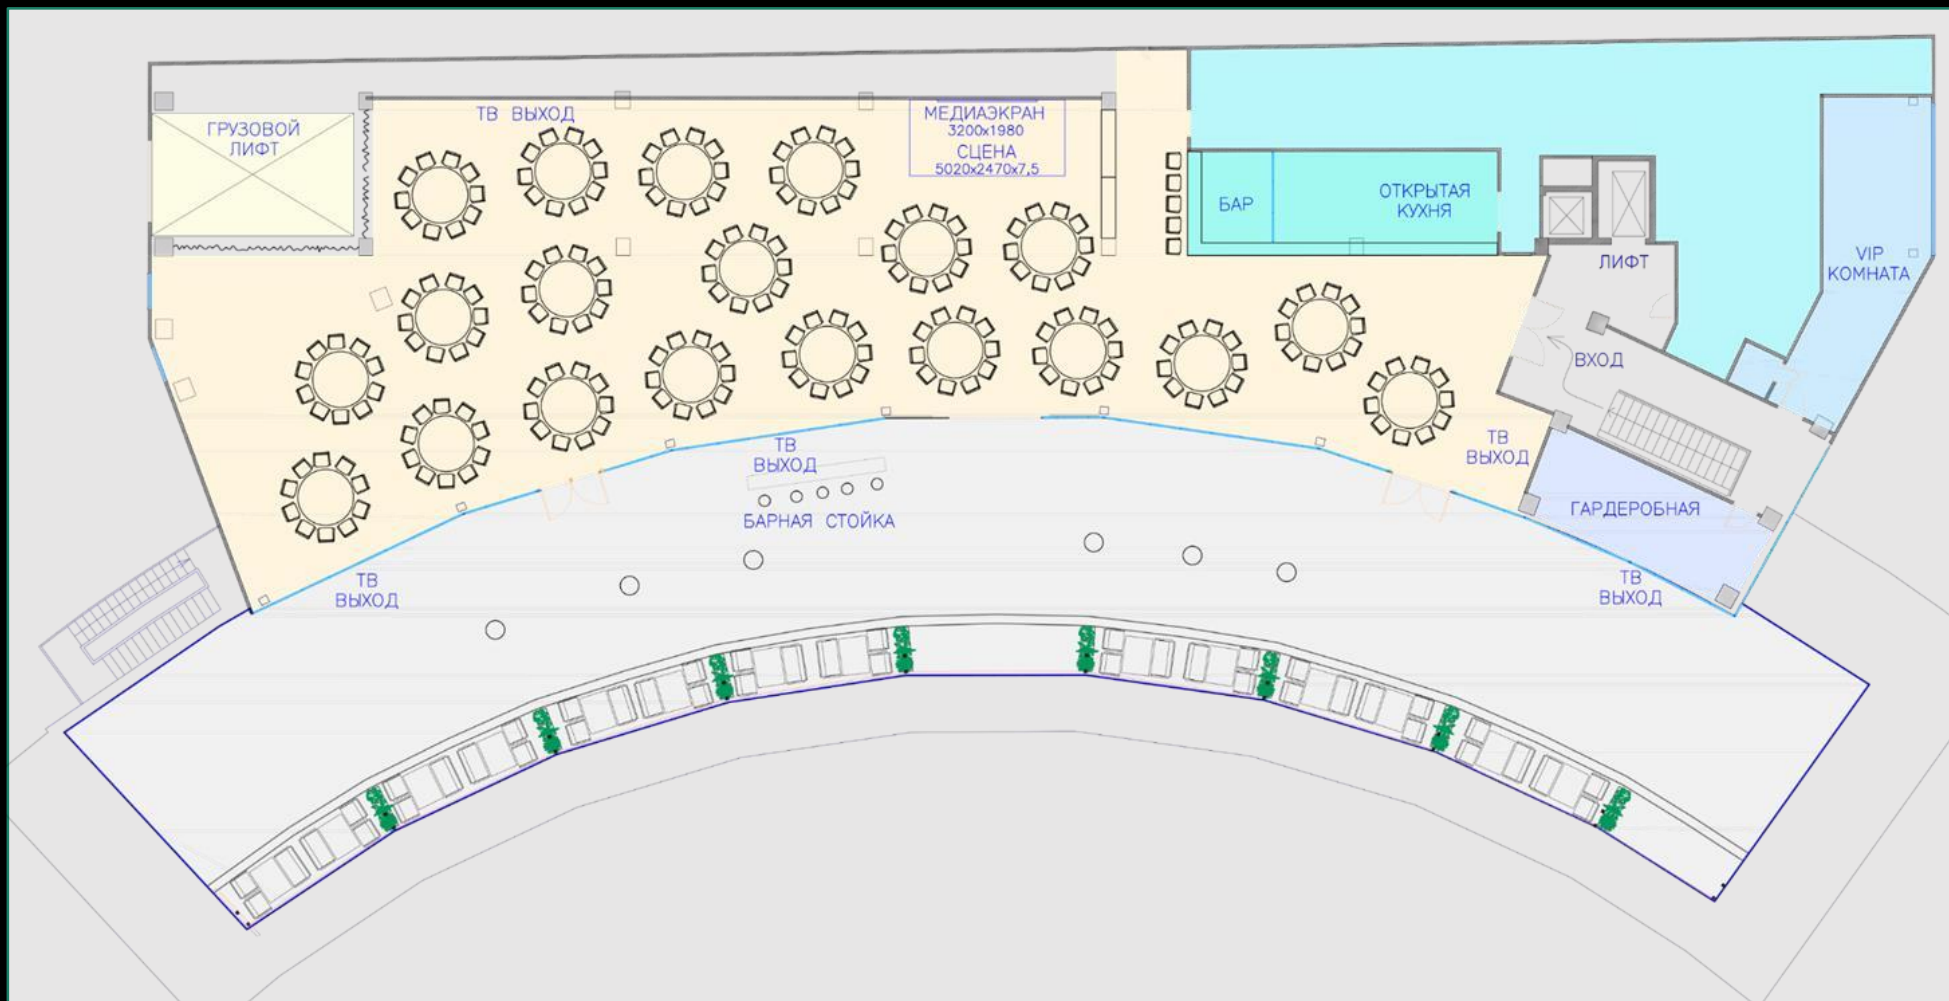 ТВ ВЫХОД
МЕДИАЭКРАН
3200х1980
СЦЕНА
5020х2470х7,5
ГРУЗОВОЙ
ЛИФТ
БАР
ОТКРЫТАЯ
КУХНЯ
ЛИФТ
VIP
КОМНАТА
ВХОД
ТВ
ВЫХОД
ТВ
ВЫХОД
БАРНАЯ СТОЙКА
ГАРДЕРОБНАЯ
ТВ
ВЫХОД
ТВ
ВЫХОД